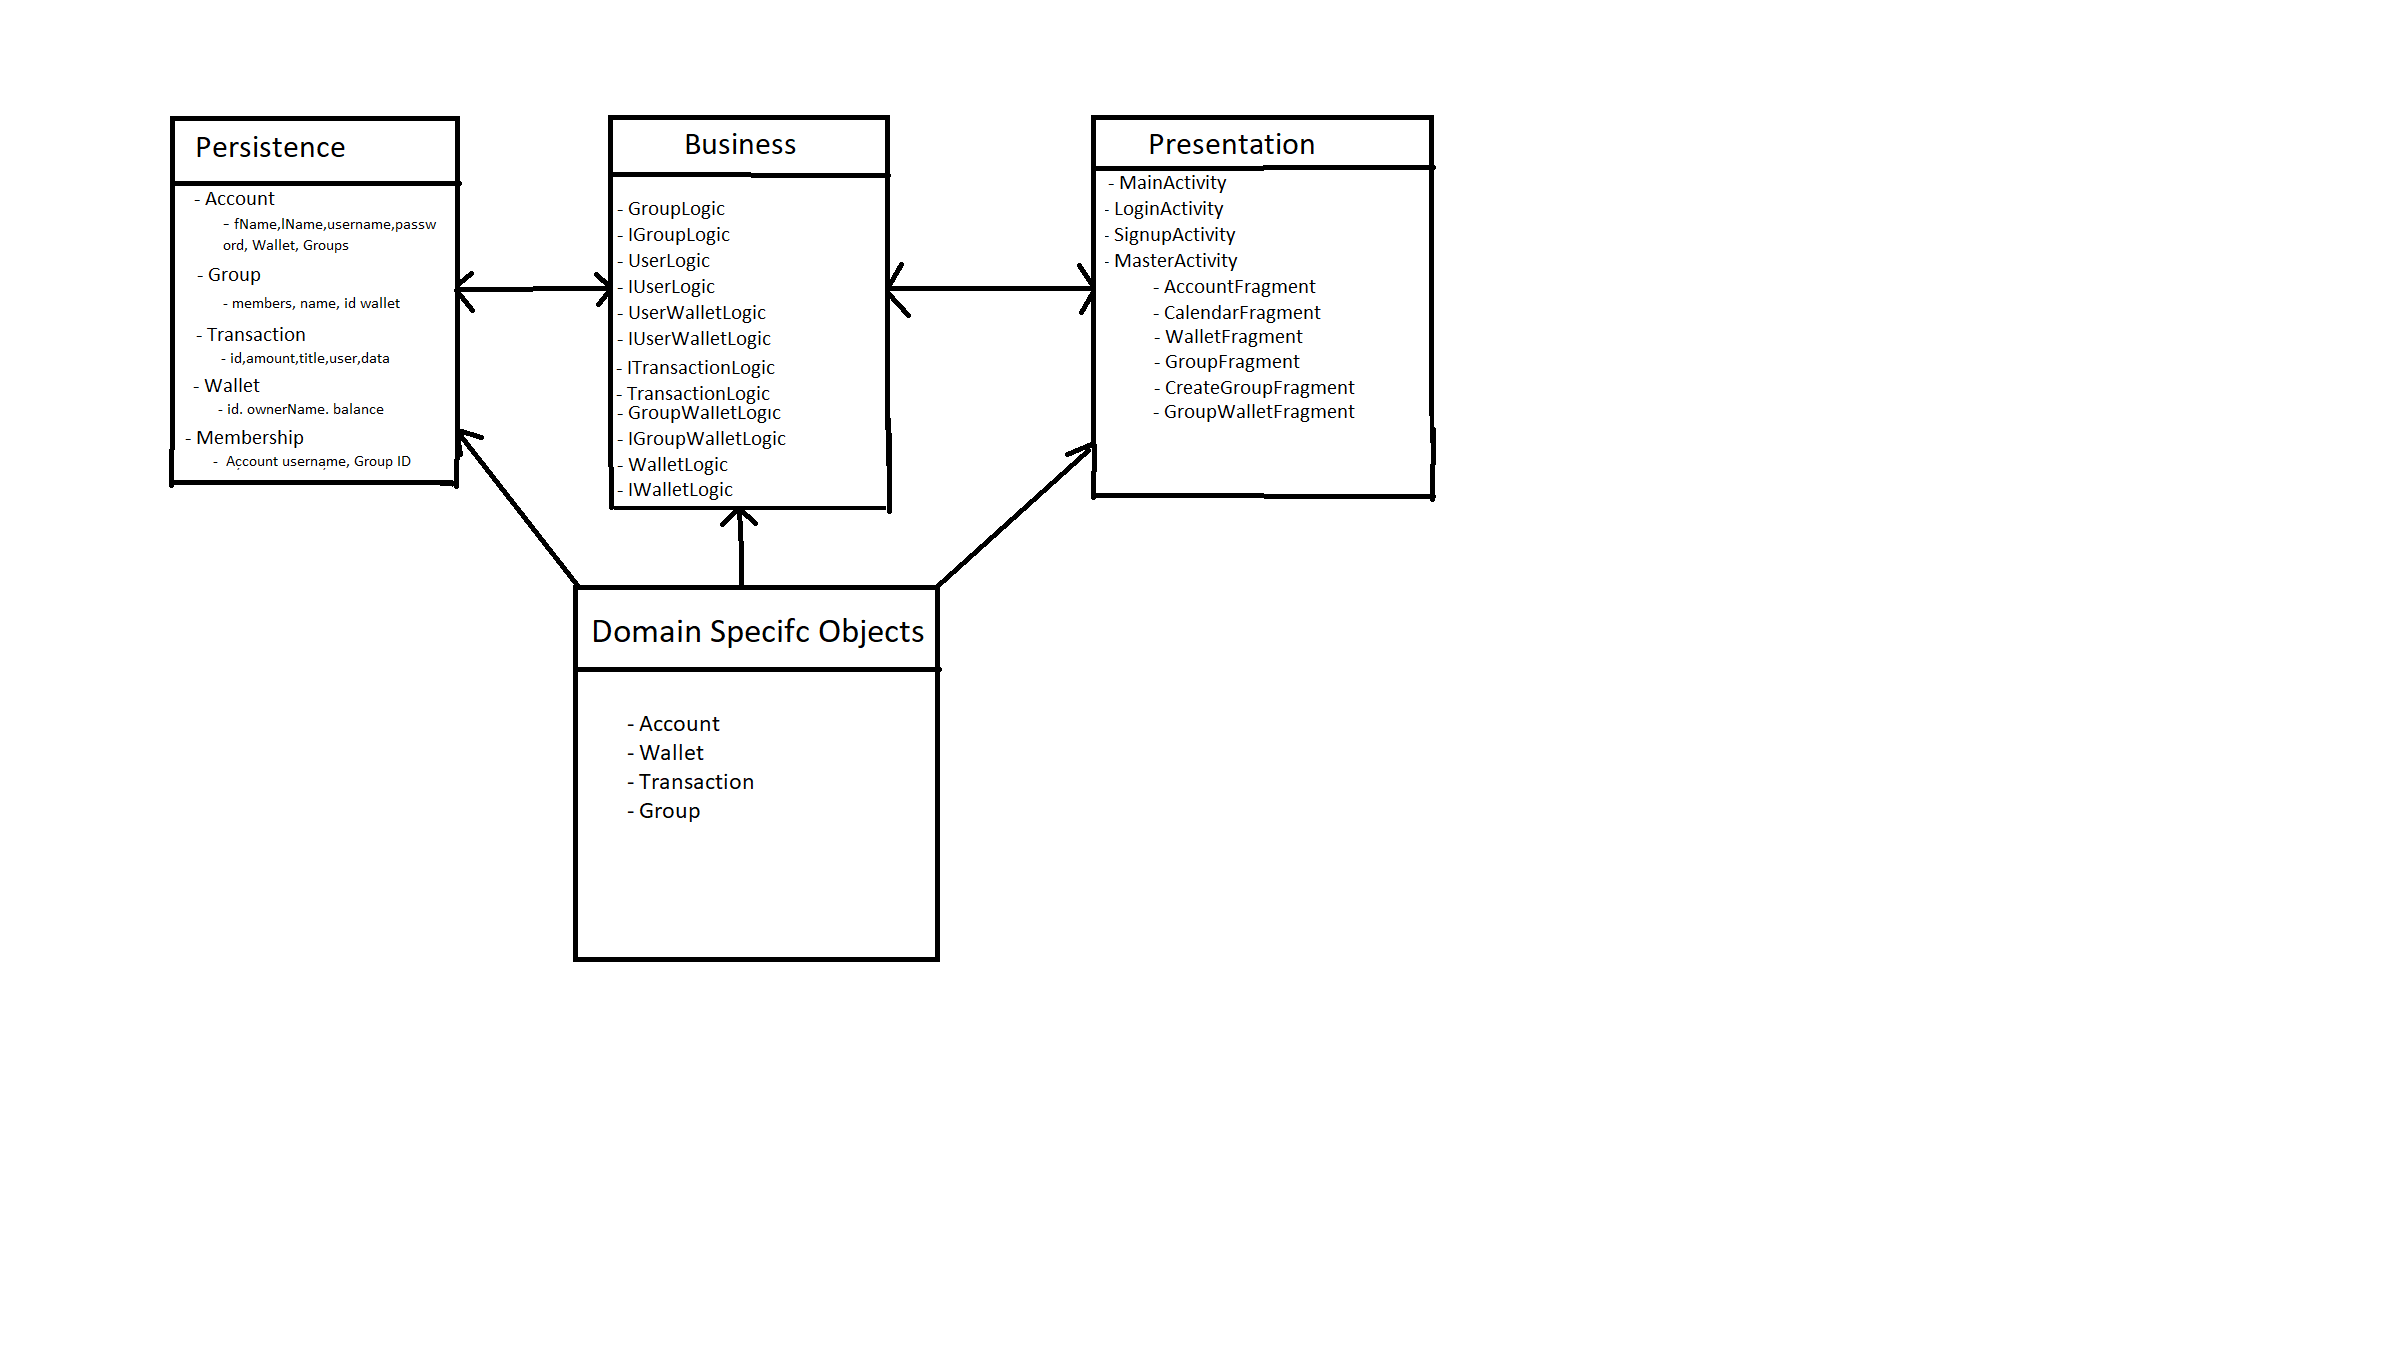 Persistence
- Account
- fName,lName,username,passw
ord, Wallet, Groups
- Group
- members, name, id wallet
- Transaction
- id,amount,title,user,data
- Wallet
- id. ownerName. balance
- Membership
- Account username, Group ID
Business
- GroupLogic
- IGroupLogic
- UserLogic
- IUserLogic
- UserWalletLogic
- IUserWalletLogic
- ITransactionLogic
- TransactionLogic
- GroupWalletLogic
- IGroupWalletLogic
- WalletLogic
- IWalletLogic
Presentation
- MainActivity
- LoginActivity
- SignupActivity
- MasterActivity
- AccountFragment
- CalendarFragment
- WalletFragment
- GroupFragment
- CreateGroupFragment
- GroupWalletFragment
Domain Specifc Objects
- Account
- Wallet
- Transaction
- Group